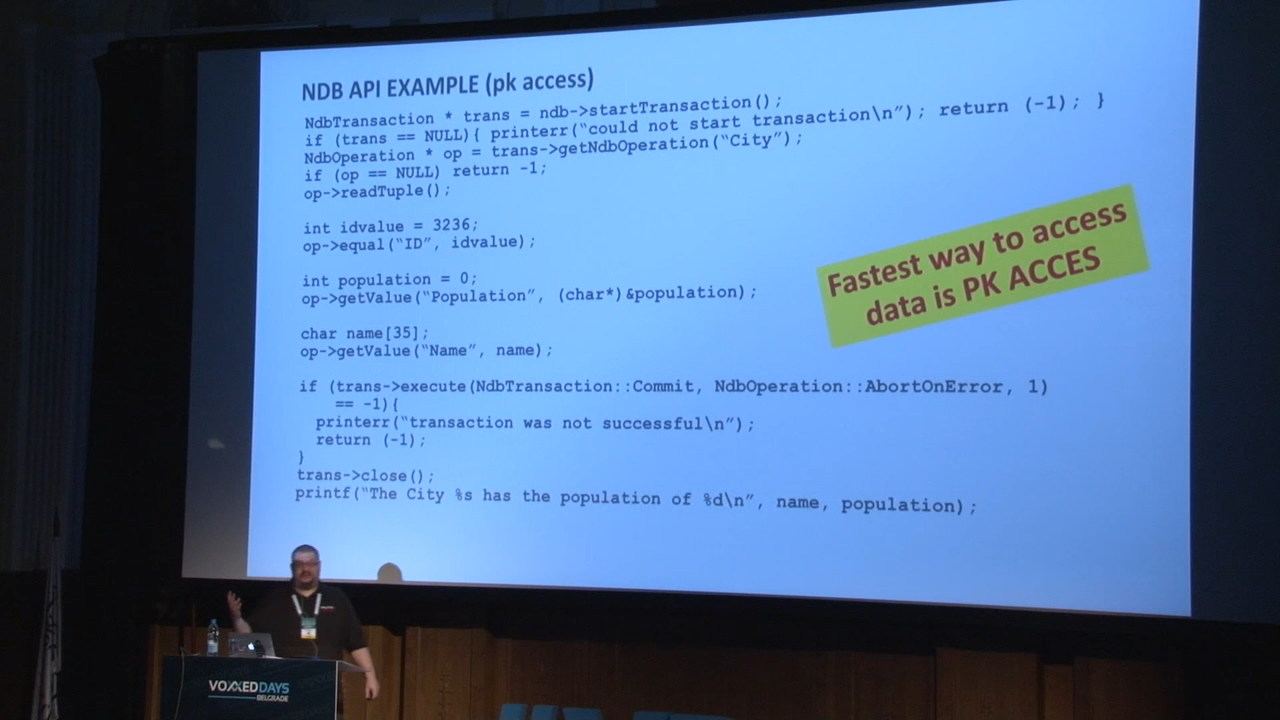 NDB API EXAMPLE (pk access)
NdbTransaction * trans = ndb->startTransaction();
if (trans == NULL){ printerr(“could not start transaction\n”); return (-1); }
NdbOperation * op = trans->getNdbOperation(“City”);
if (op == NULL) return -1;
op->readTuple();
int idvalue = 3236;
op->equal(“ID”, idvalue);
int population = 0;
op->getValue(“Population”, (char*)&population);
char name[35];
op->getValue(“Name”, name);
if (trans->execute(NdbTransaction::Commit, NdbOperation::AbortOnError, 1)
== -1){
printerr(“transaction was not successful\n”);
return (-1);
}
trans->close();
printf(“The City %s has the population of %d\n”, name, population);
Fastest way to access
data is PK ACCES
VOXXEDDAYS
BELGRADE